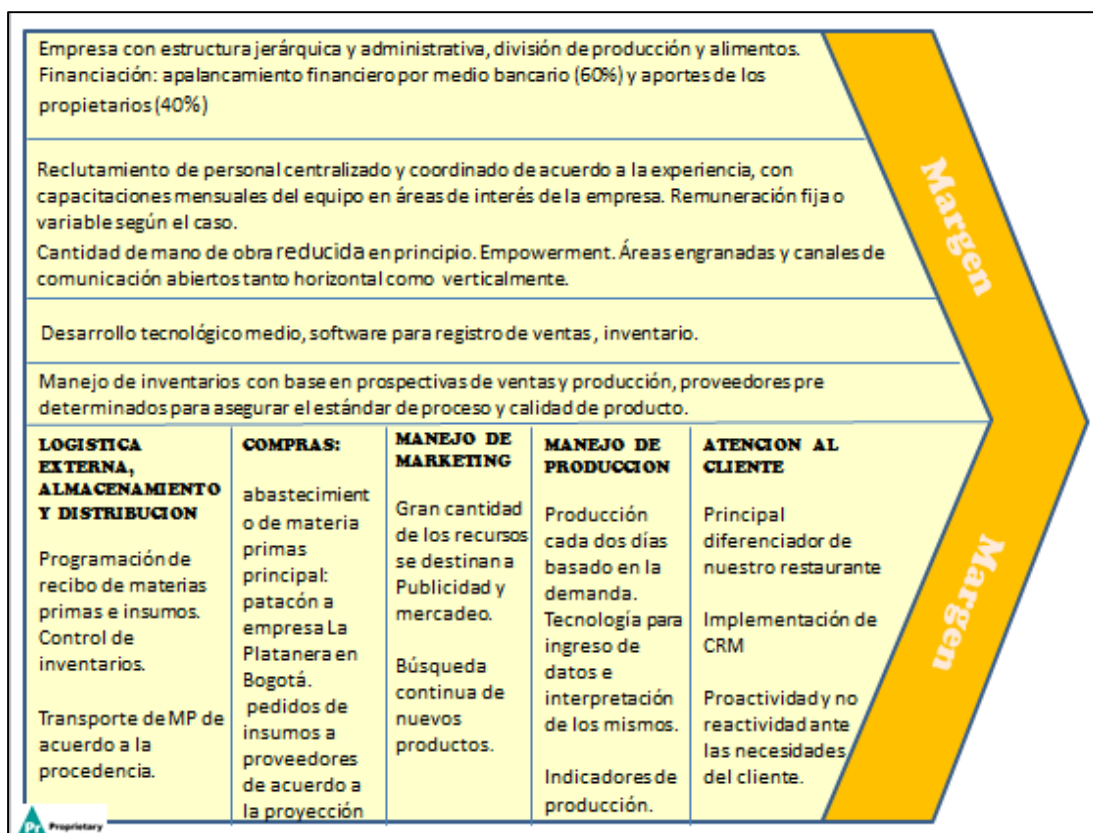 Empresa con estructura jerárquica y administrativa, división de producción y alimentos.
Financiación: apalancamiento financiero por medio bancario (60%) y aportes de los
propietarios (40%)
Reclutamiento de personal centralizado y coordinado de acuerdo a la experiencia, con
capacitaciones mensuales del equipo en áreas de interés de la empresa. Remuneración fija o
variable según el caso.
Cantidad de mano de obra reducida en principio. Empowerment. Áreas engranadas y canales de
comunicación abiertos tanto horizontal como verticalmente.
Desarrollo tecnológico medio, software para registro de ventas, inventario.
Manejo de inventarios con base en prospectivas de ventas y producción, proveedores pre
determinados para asegurar el estándar de proceso y calidad de producto.
LOGISTICA
EXTERNA,
ALMACENAMIENTO
Y DISTRIBUCION
Programación de
recibo de materias
primas e insumos.
Control de
inventarios.
Transporte de MP de
acuerdo a la
procedencia.
COMPRAS:
abastecimient
o de materia
primas
principal:
patacón a
empresa La
Platanera en
Bogotá.
pedidos de
insumos a
proveedores
de acuerdo a
la proyección
MANEJO DE
MARKETING
Gran cantidad
de los recursos
se destinan a
Publicidad y
mercadeo.
Búsqueda
continua de
nuevos
productos.
MANEJO DE
PRODUCCION
Producción
cada dos días
basado en la
demanda.
Tecnología para
ingreso de
datos e
interpretación
de los mismos.
Indicadores de
producción.
ATENCION AL
CLIENTE
Principal
diferenciador de
nuestro restaurante
Implementación de
CRM
Proactividad y no
reactividad ante
las necesidades
del cliente.
Margen
Margen
Pr Proprietary